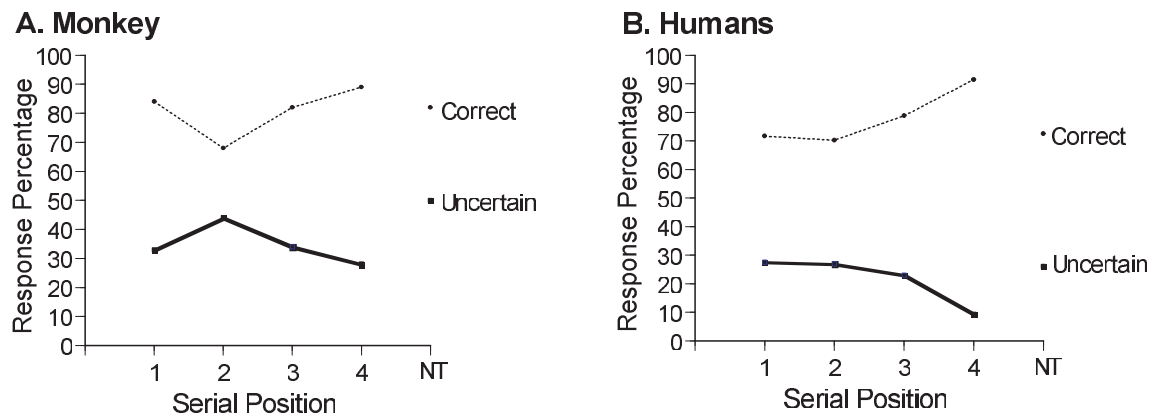 A. Monkey
100
90
80
70
60
50
40
30
20
10
0
Response Percentage
Correct
Uncertain
1 2 3 4 NT
Serial Position
B. Humans
100
90
80
70
60
50
40
30
20
10
0
Response Percentage
Correct
Uncertain
1 2 3 4 NT
Serial Position